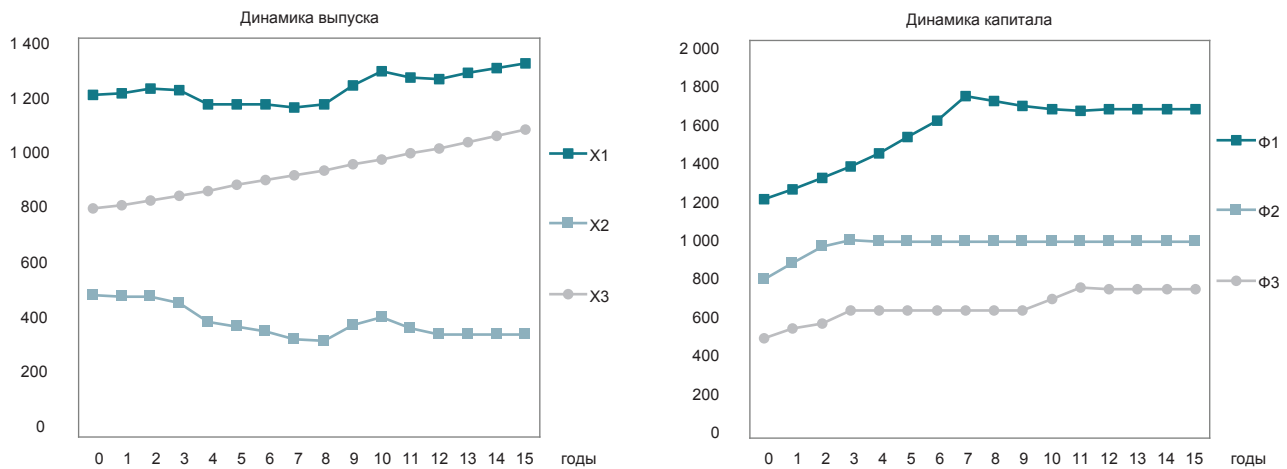 Динамика выпуска
1 400
1 200
1 000
800
600
400
200
0
0 1 2 3 4 5 6 7 8 9 10 11 12 13 14 15 годы
X1
X2
X3
Динамика капитала
2 000
1 800
1 600
1 400
1 200
1 000
800
600
400
200
0
0 1 2 3 4 5 6 7 8 9 10 11 12 13 14 15 годы
Ф1
Ф2
Ф3